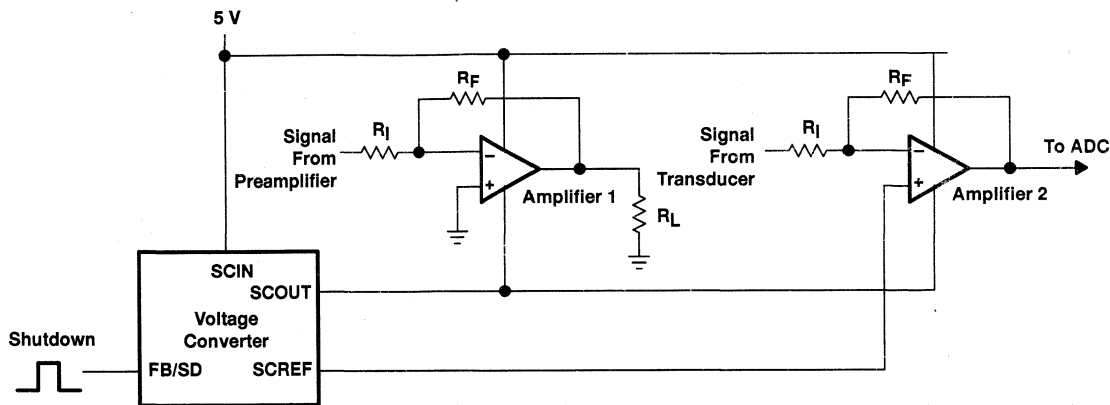 5 V
RF
RI
Signal
From
Preamplifier
–
+
Amplifier 1
RL
RF
RI
Signal
From
Transducer
–
+
Amplifier 2
To ADC
SCIN
SCOUT
Voltage
Converter
FB/SD
SCREF
Shutdown